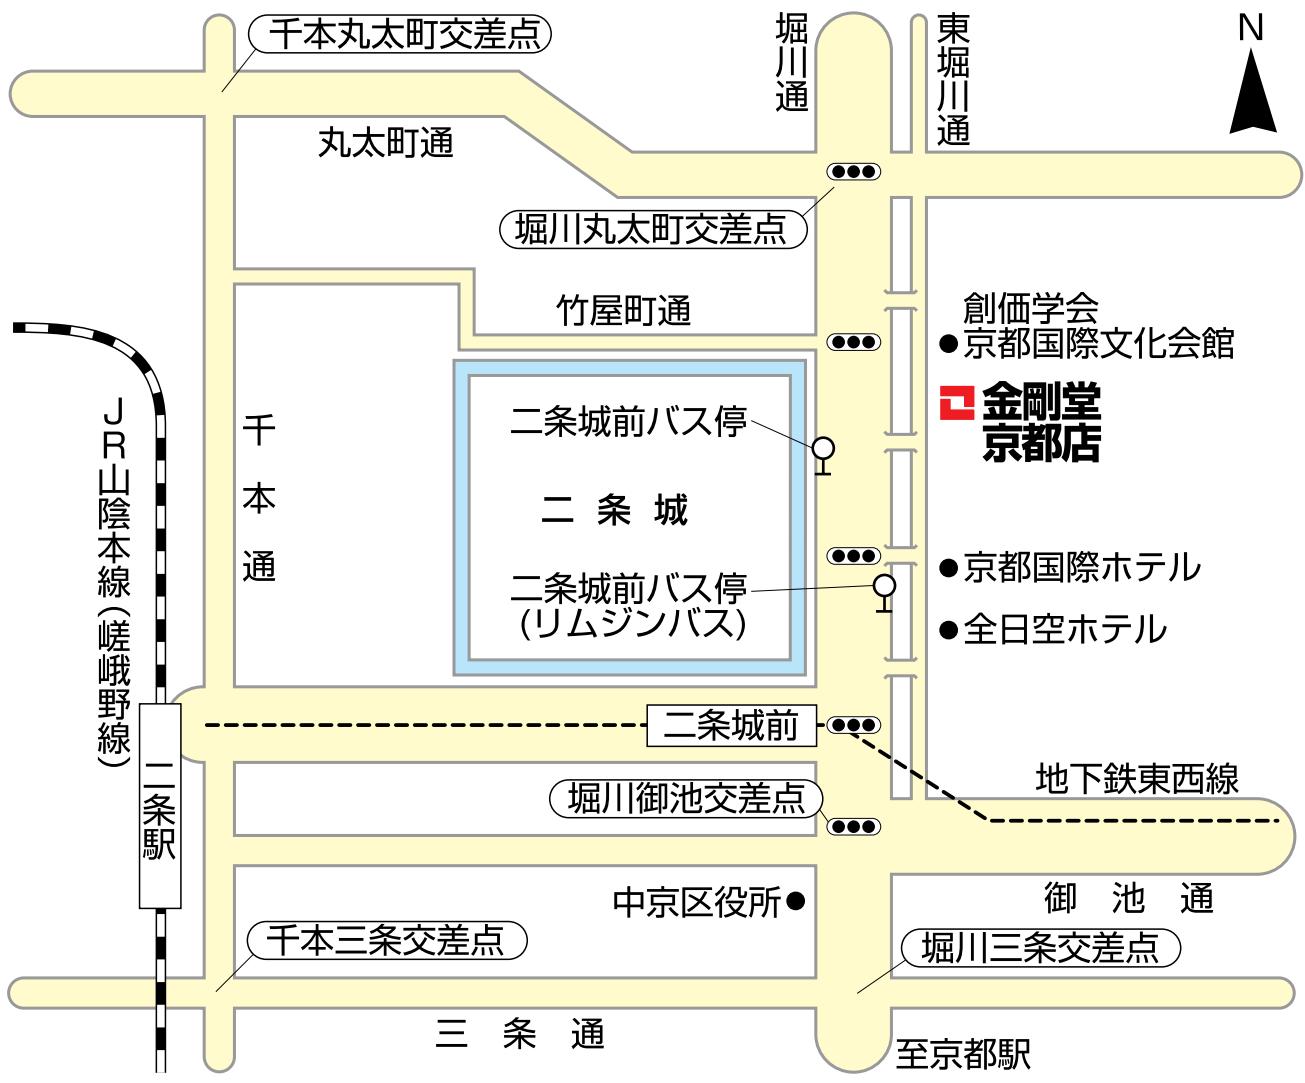 千本丸太町交差点
堀川通
東堀川通
N
丸太町通
堀川丸太町交差点
竹屋町通
創価学会
京都国際文化会館
金剛堂
京都店
JR山陰本線(嵯峨野線)
千本通
二条城前バス停
二条城
二条城前バス停
(リムジンバス)
京都国際ホテル
全日空ホテル
二条城前
二条駅
堀川御池交差点
地下鉄東西線
中京区役所
御池通
千本三条交差点
堀川三条交差点
三条通
至京都駅